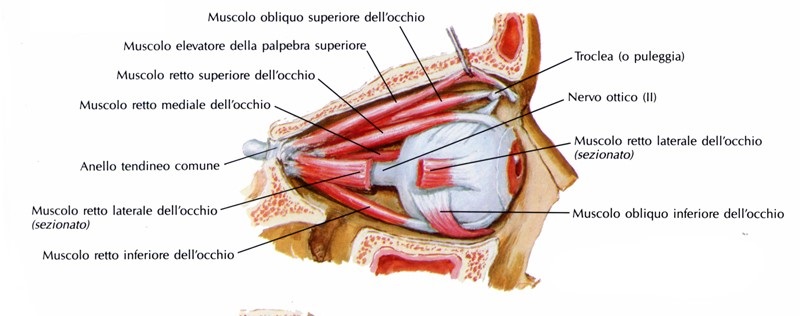 Muscolo obliquo superiore dell'occhio
Muscolo elevatore della palpebra superiore
Muscolo retto superiore dell'occhio
Muscolo retto mediale dell'occhio
Anello tendineo comune
Muscolo retto laterale dell'occhio
(sezionato)
Muscolo retto inferiore dell'occhio
Troclea (o puleggia)
Nervo ottico (II)
Muscolo retto laterale dell'occhio
(sezionato)
Muscolo obliquo inferiore dell'occhio